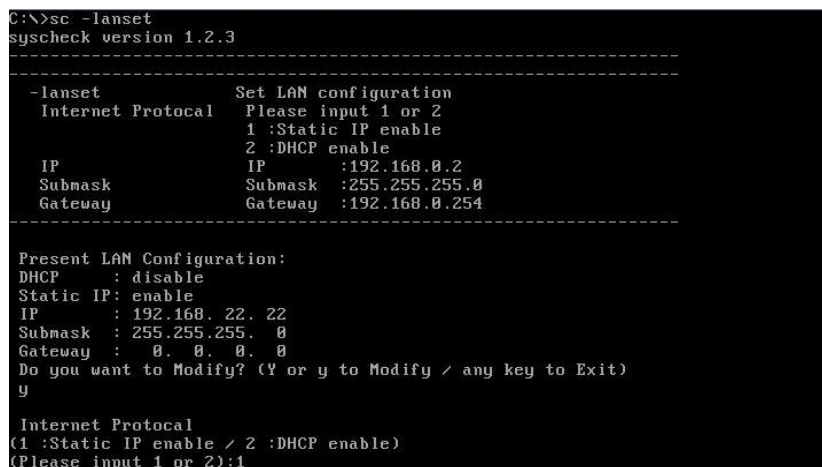 C:\>sc -lanset
syscheck version 1.2.3
------------------------------------------------------------
------------------------------------------------------------
-lanset Set LAN configuration
Internet Protocal Please input 1 or 2
1 :Static IP enable
2 :DHCP enable
IP IP :192.168.0.2
Submask Submask :255.255.255.0
Gateway Gateway :192.168.0.254
------------------------------------------------------------
Present LAN Configuration:
DHCP : disable
Static IP: enable
IP : 192.168. 22. 22
Submask : 255.255.255. 0
Gateway : 0. 0. 0. 0
Do you want to Modify? (Y or y to Modify / any key to Exit)
y
Internet Protocal
(1 :Static IP enable / 2 :DHCP enable)
(Please input 1 or 2):1